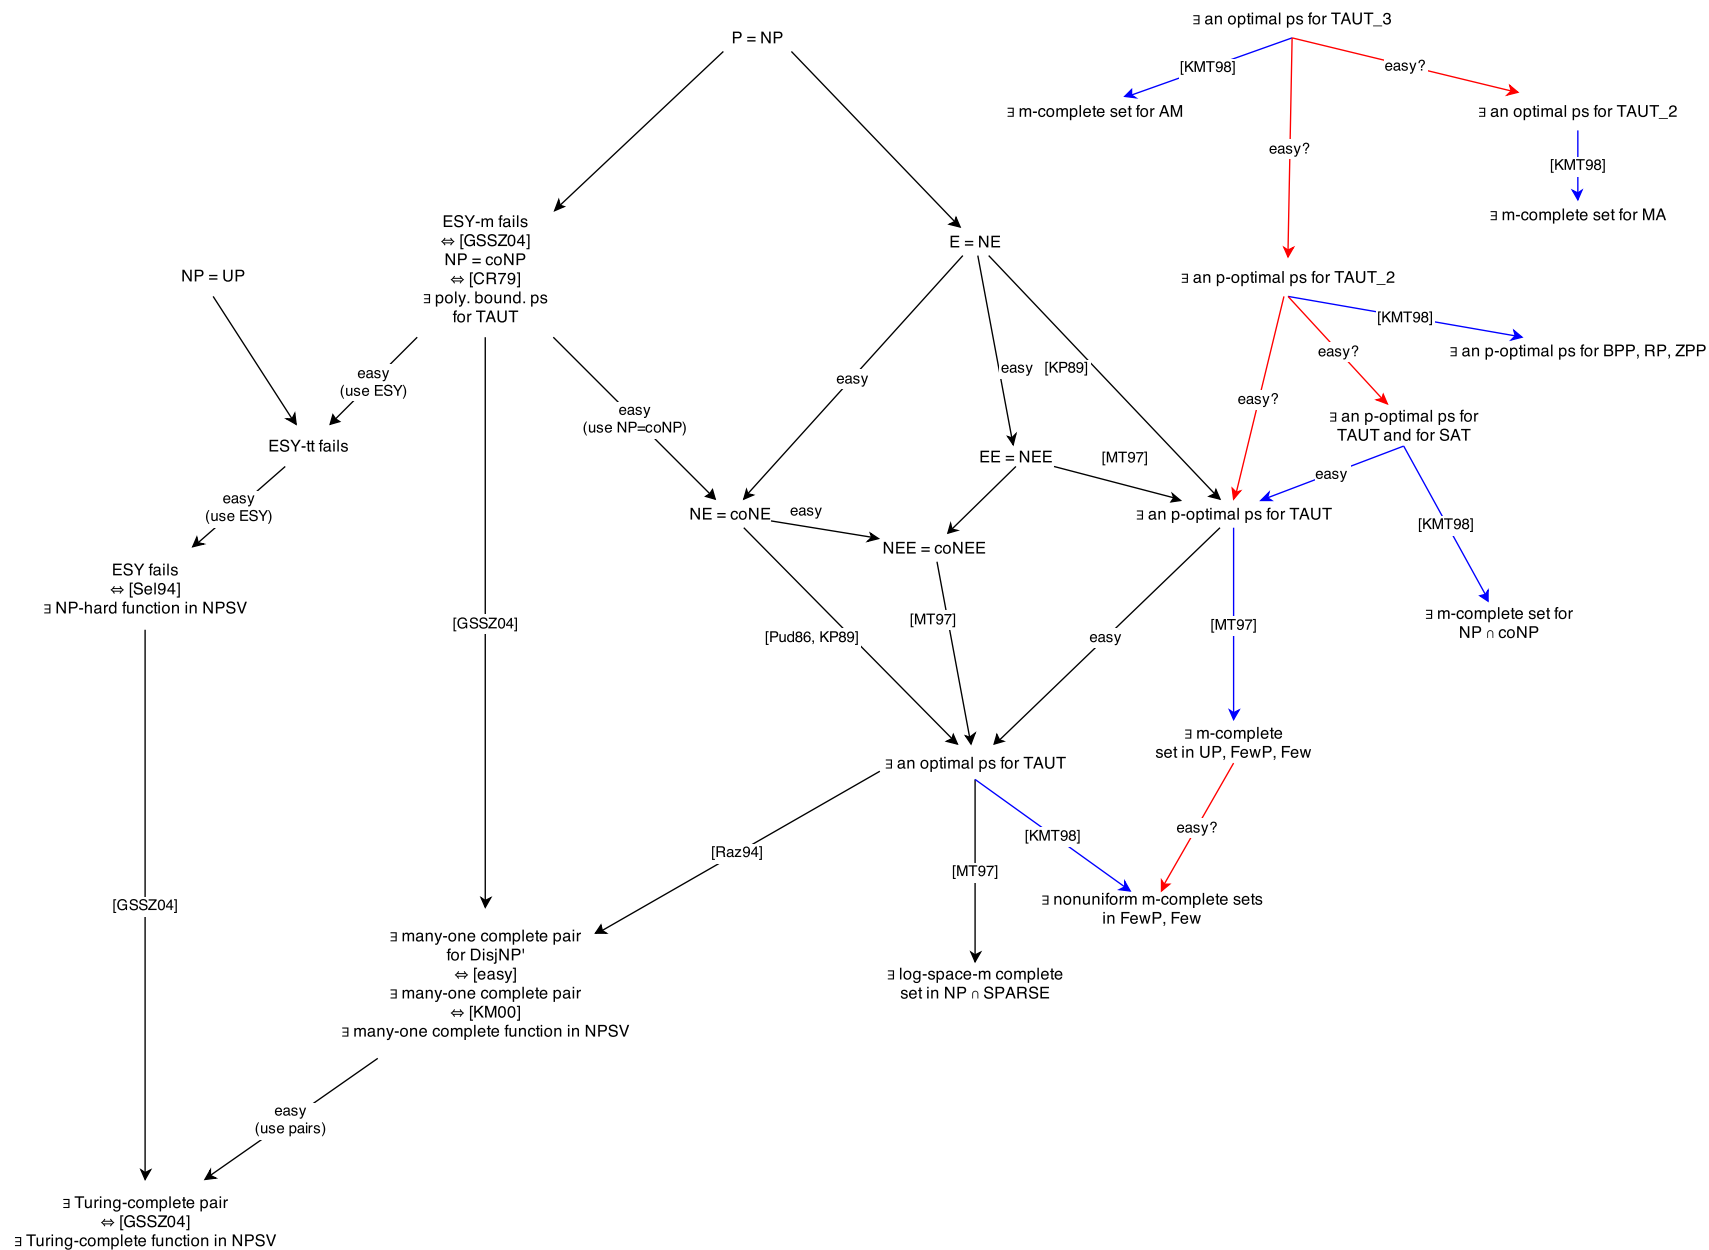 ∃ an optimal ps for TAUT_3
P = NP
[KMT98]
easy?
∃ m-complete set for AM
∃ an optimal ps for TAUT_2
easy?
[KMT98]
∃ m-complete set for MA
ESY-m fails
⇔ [GSSZ04]
NP = coNP
⇔ [CR79]
∃ poly. bound. ps
for TAUT
E = NE
NP = UP
∃ an p-optimal ps for TAUT_2
[KMT98]
easy?
∃ an p-optimal ps for BPP, RP, ZPP
easy
(use ESY)
easy
easy
[KP89]
easy?
easy
(use NP=coNP)
∃ an p-optimal ps for
TAUT and for SAT
ESY-tt fails
EE = NEE
[MT97]
easy
easy
(use ESY)
NE = coNE
easy
∃ an p-optimal ps for TAUT
[KMT98]
NEE = coNEE
ESY fails
⇔ [Sel94]
∃ NP-hard function in NPSV
[GSSZ04]
[Pud86, KP89]
[MT97]
easy
[MT97]
∃ m-complete set for
NP ∩ coNP
∃ m-complete
set in UP, FewP, Few
∃ an optimal ps for TAUT
[Raz94]
[KMT98]
easy?
[MT97]
∃ nonuniform m-complete sets
in FewP, Few
[GSSZ04]
∃ many-one complete pair
for DisjNP'
⇔ [easy]
∃ many-one complete pair
⇔ [KM00]
∃ many-one complete function in NPSV
∃ log-space-m complete
set in NP ∩ SPARSE
easy
(use pairs)
∃ Turing-complete pair
⇔ [GSSZ04]
∃ Turing-complete function in NPSV